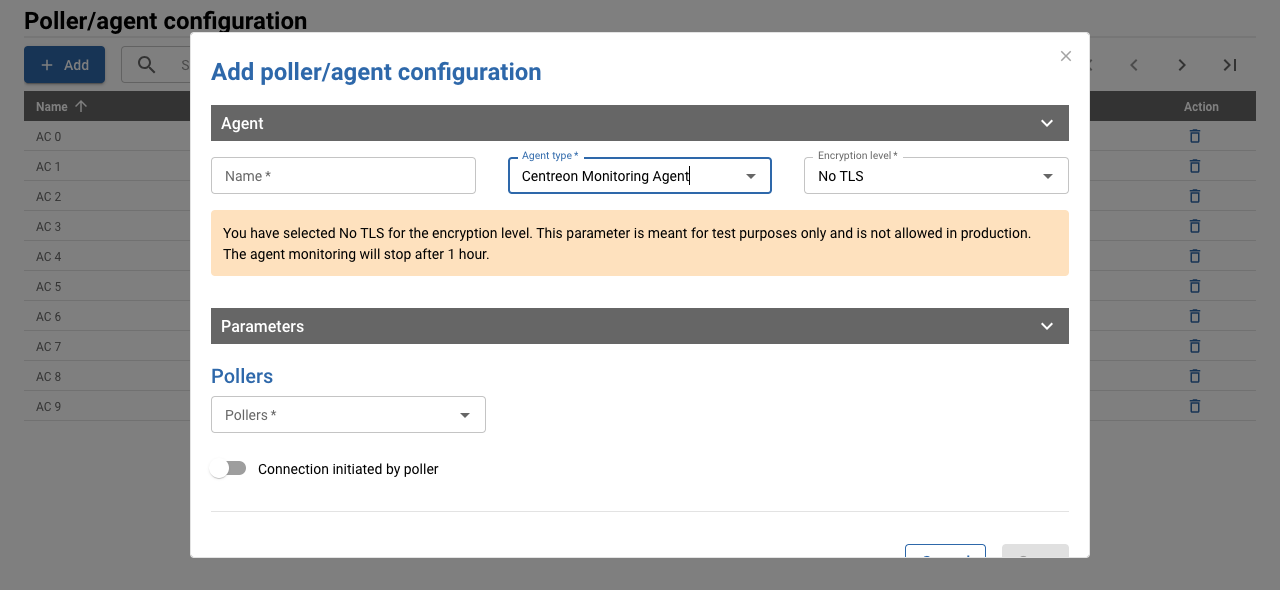 Poller/agent configuration
Add
Add poller/agent configuration
Name
Action
Agent
Agent type *
Encryption level *
Name *
Centreon Monitoring Agent
No TLS
You have selected No TLS for the encryption level. This parameter is meant for test purposes only and is not allowed in production.
The agent monitoring will stop after 1 hour.
Parameters
Pollers
Pollers *
Connection initiated by poller
AC 0
AC 1
AC 2
AC 3
AC 4
AC 5
AC 6
AC 7
AC 8
AC 9